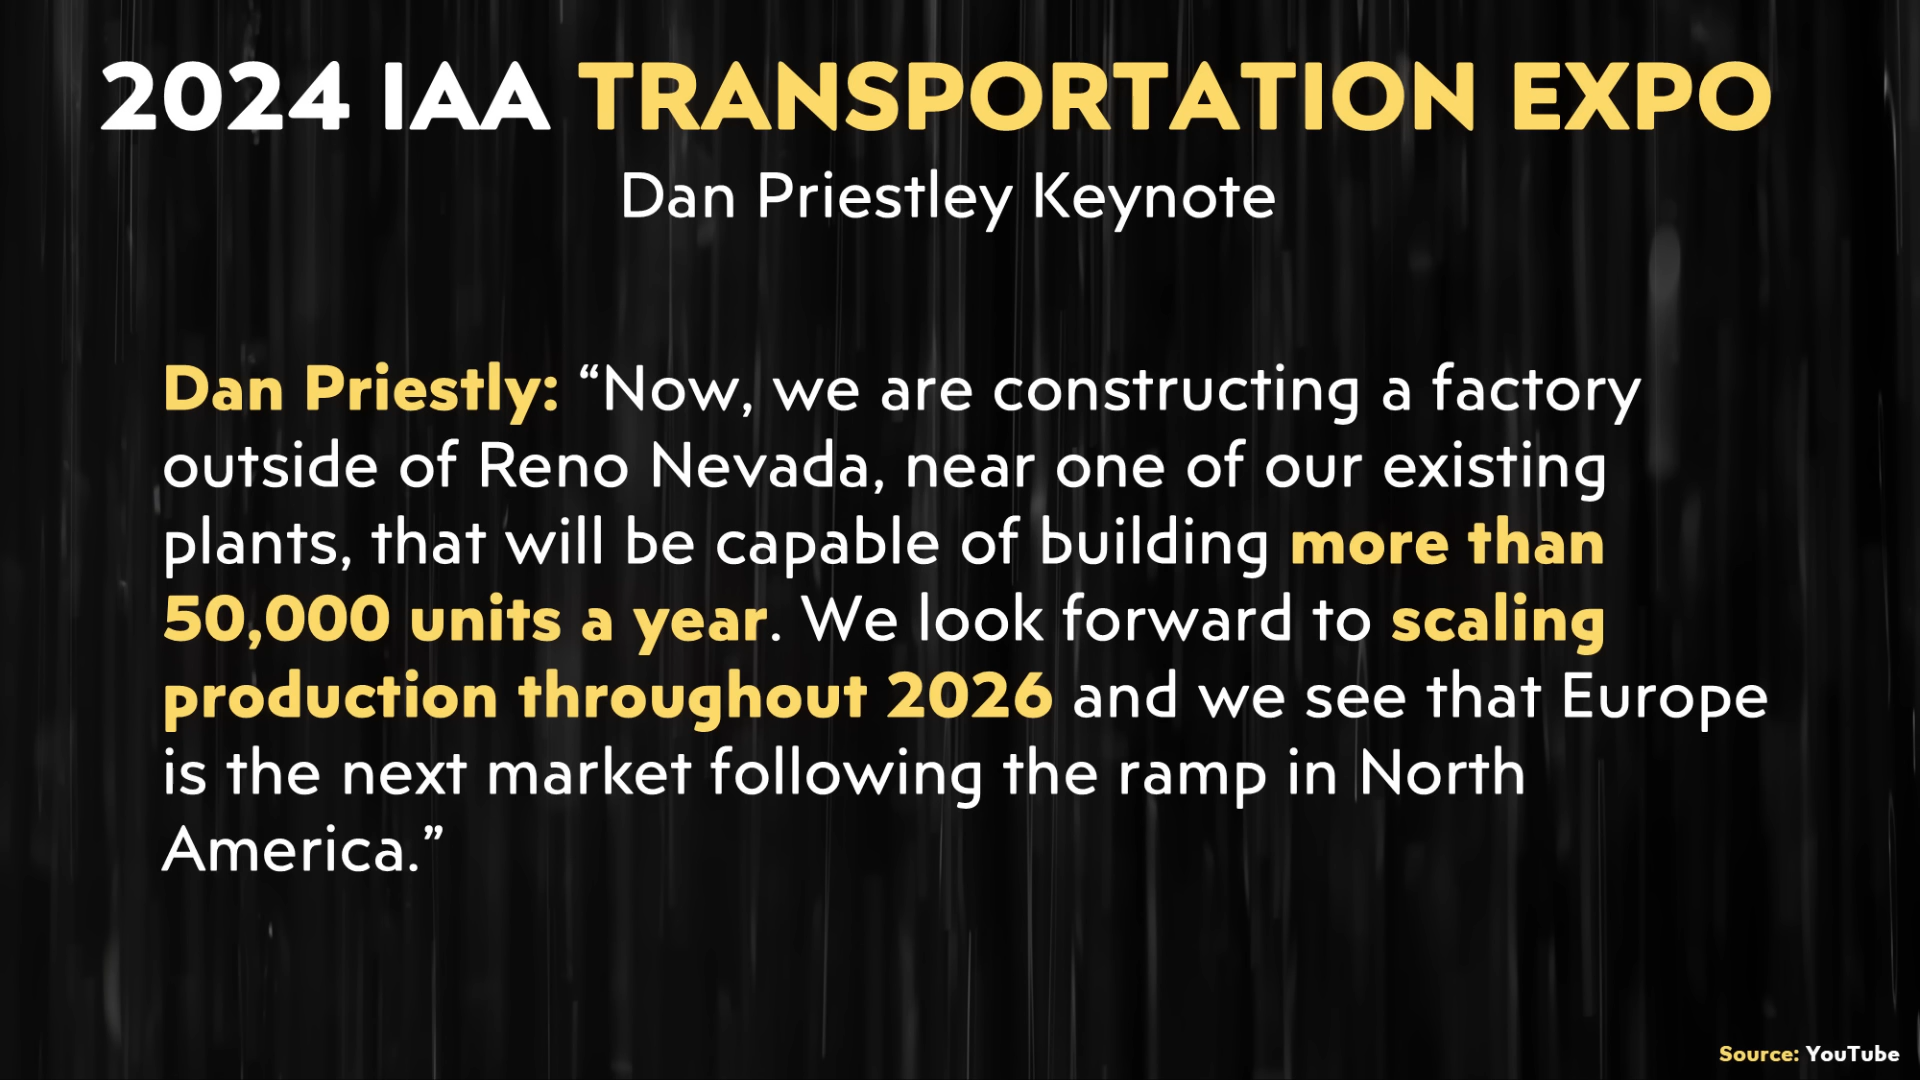 2024 IAA TRANSPORTATION EXPO
Dan Priestley Keynote
Dan Priestly: “Now, we are constructing a factory
outside of Reno Nevada, near one of our existing
plants, that will be capable of building more than
50,000 units a year. We look forward to scaling
production throughout 2026 and we see that Europe
is the next market following the ramp in North
America.”
Source: YouTube